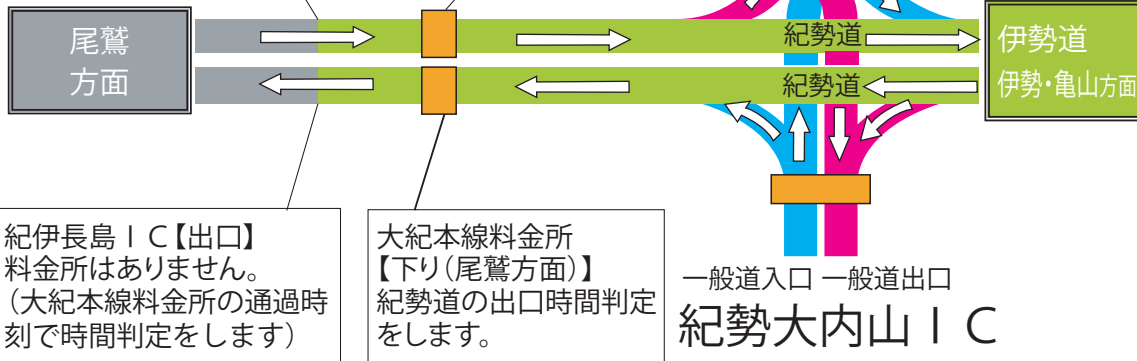 尾鷲
方面
紀勢道
紀勢道
伊勢道
伊勢・亀山方面
紀伊長島ＩＣ【出口】
料金所はありません。
（大紀本線料金所の通過時
刻で時間判定をします）
大紀本線料金所
【下り(尾鷲方面)】
紀勢道の出口時間判定
をします。
一般道入口 一般道出口
紀勢大内山ＩＣ